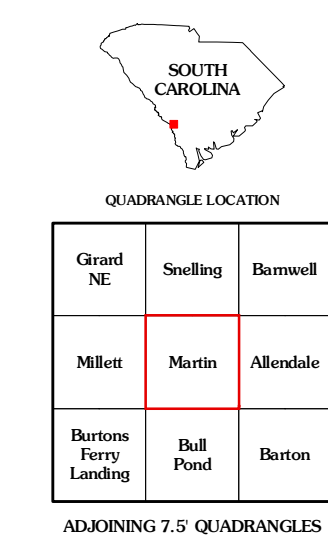 SOUTH
CAROLINA
QUADRANGLE LOCATION
Girard
NE
Snelling
Barnwell
Millett
Martin
Allendale
Burtons
Ferry
Landing
Bull
Pond
Barton
ADJOINING 7.5' QUADRANGLES